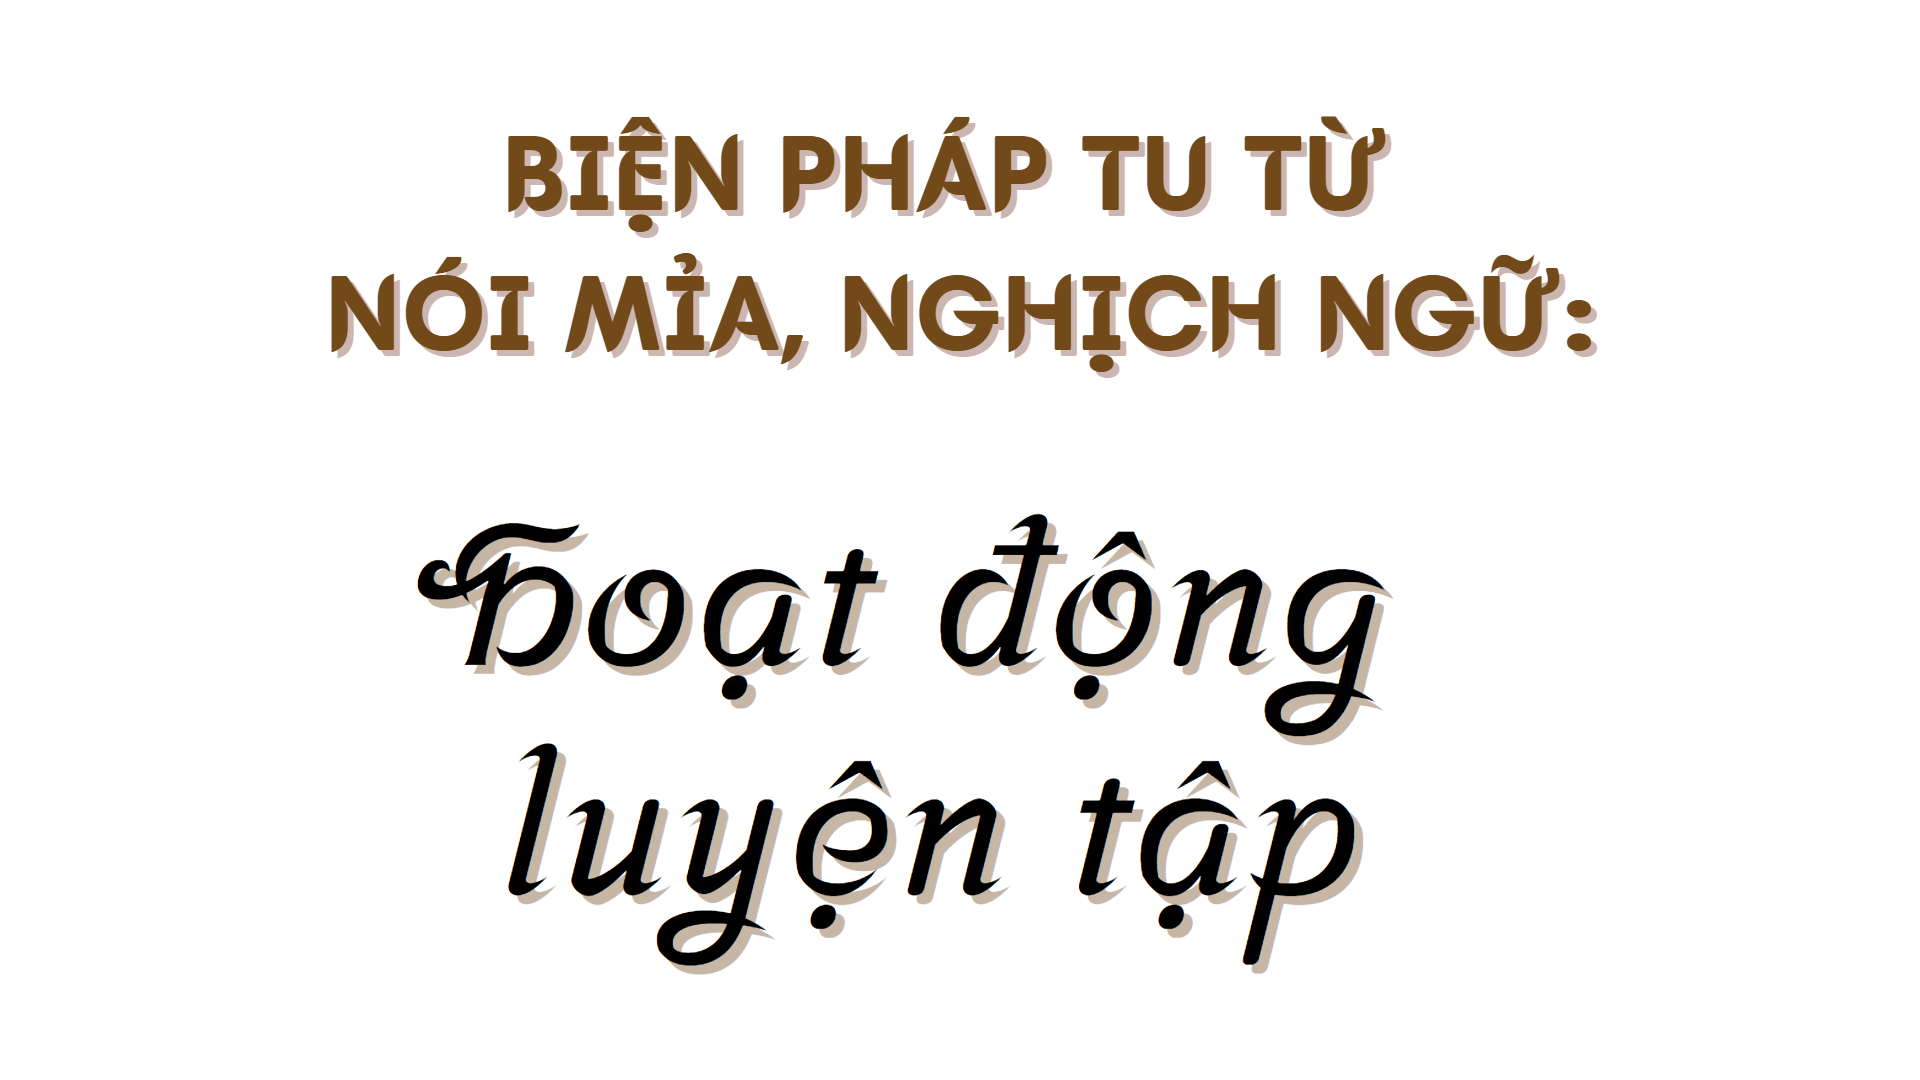 BIỆN PHÁP TU TỪ
NÓI MỈA, NGHỊCH NGỮ:
Hoạt động
luyện tập